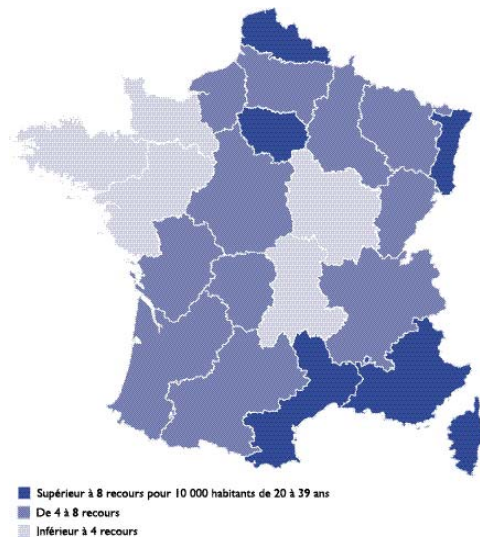 Supérieur à 8 recours pour 10 000 habitants de 20 à 39 ans
De 4 à 8 recours
Inférieur à 4 recours